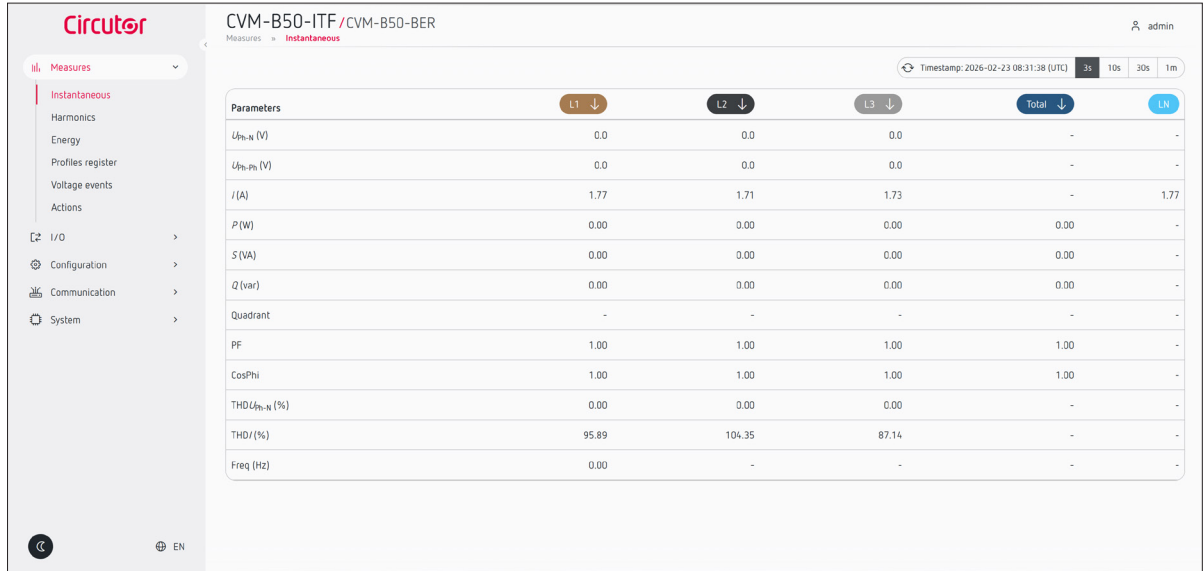 Circutor
CVM-B50-ITF/CVM-B50-BER
Measures » Instantaneous
admin
Measures
Instantaneous
Harmonics
Energy
Profiles register
Voltage events
Actions
I/O
Configuration
Communication
System
EN
Timestamp: 2026-02-23 08:31:38 (UTC) 3s 10s 30s 1m
Parameters L1 ↓ L2 ↓ L3 ↓ Total ↓ LN
UPh-N (V) 0.0 0.0 0.0 - -
UPh-Ph (V) 0.0 0.0 0.0 - -
I (A) 1.77 1.71 1.73 - 1.77
P (W) 0.00 0.00 0.00 0.00 -
S (VA) 0.00 0.00 0.00 0.00 -
Q (var) 0.00 0.00 0.00 0.00 -
Quadrant - - - - -
PF 1.00 1.00 1.00 1.00 -
CosPhi 1.00 1.00 1.00 1.00 -
THD UPh-N (%) 0.00 0.00 0.00 - -
THD I (%) 95.89 104.35 87.14 - -
Freq (Hz) 0.00 - - - -